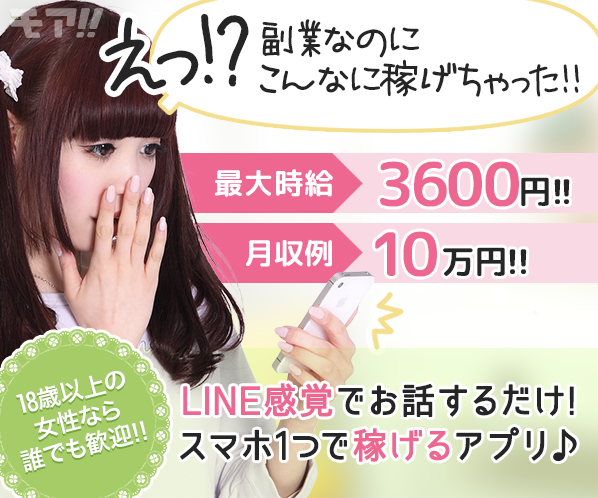 モア!!
えっ!?
副業なのに
こんなに稼げちゃった!!
最大時給 3600円!!
月収例 10万円!!
18歳以上の
女性なら
誰でも歓迎!!
LINE感覚でお話するだけ!
スマホ1つで稼げるアプリ♪